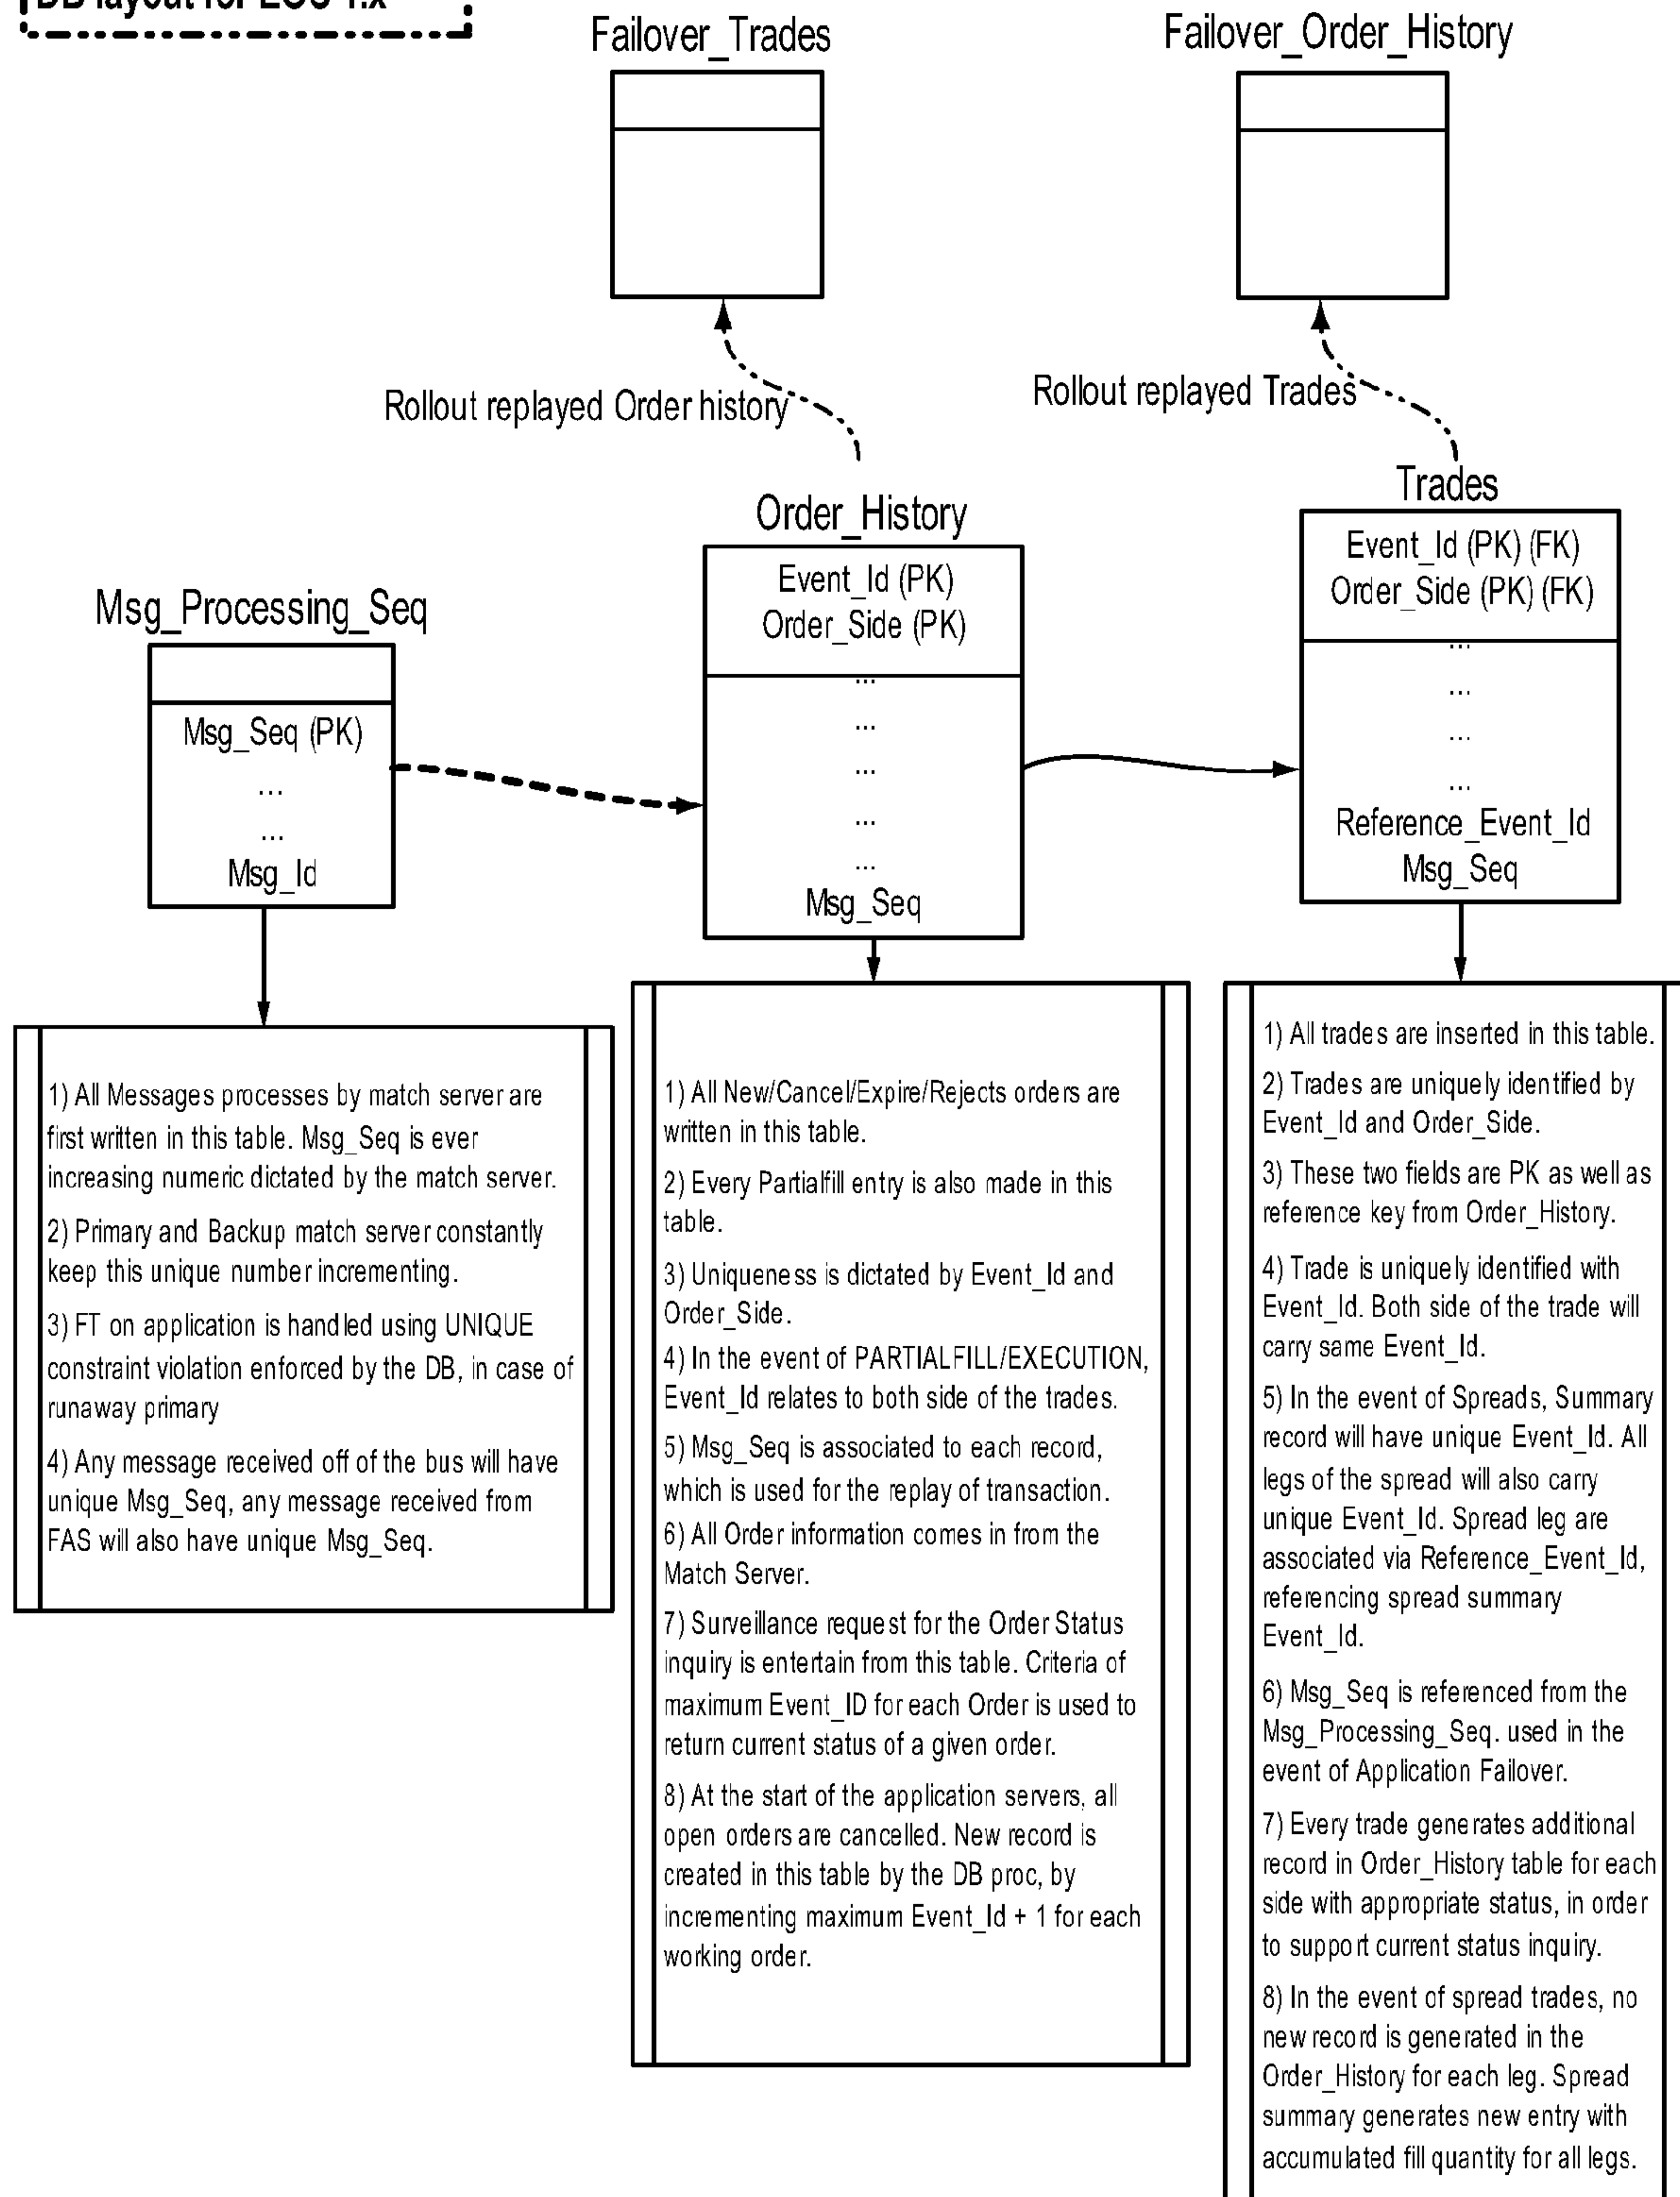 DB layout for EOS 1.x
Failover_Trades
Failover_Order_History
Rollout replayed Order history
Rollout replayed Trades
Msg_Processing_Seq
Msg_Seq (PK)
...
...
Msg_Id
Order_History
Event_Id (PK)
Order_Side (PK)
...
...
...
...
...
Msg_Seq
Trades
Event_Id (PK) (FK)
Order_Side (PK) (FK)
...
...
...
...
Reference_Event_Id
Msg_Seq
1) All Messages processes by match server are
first written in this table. Msg_Seq is ever
increasing numeric dictated by the match server.
2) Primary and Backup match server constantly
keep this unique number incrementing.
3) FT on application is handled using UNIQUE
constraint violation enforced by the DB, in case of
runaway primary
4) Any message received off of the bus will have
unique Msg_Seq, any message received from
FAS will also have unique Msg_Seq.
1) All New/Cancel/Expire/Rejects orders are
written in this table.
2) Every Partialfill entry is also made in this
table.
3) Uniqueness is dictated by Event_Id and
Order_Side.
4) In the event of PARTIALFILL/EXECUTION,
Event_Id relates to both side of the trades.
5) Msg_Seq is associated to each record,
which is used for the replay of transaction.
6) All Order information comes in from the
Match Server.
7) Surveillance request for the Order Status
inquiry is entertain from this table. Criteria of
maximum Event_ID for each Order is used to
return current status of a given order.
8) At the start of the application servers, all
open orders are cancelled. New record is
created in this table by the DB proc, by
incrementing maximum Event_Id + 1 for each
working order.
1) All trades are inserted in this table.
2) Trades are uniquely identified by
Event_Id and Order_Side.
3) These two fields are PK as well as
reference key from Order_History.
4) Trade is uniquely identified with
Event_Id. Both side of the trade will
carry same Event_Id.
5) In the event of Spreads, Summary
record will have unique Event_Id. All
legs of the spread will also carry
unique Event_Id. Spread leg are
associated via Reference_Event_Id,
referencing spread summary
Event_Id.
6) Msg_Seq is referenced from the
Msg_Processing_Seq. used in the
event of Application Failover.
7) Every trade generates additional
record in Order_History table for each
side with appropriate status, in order
to support current status inquiry.
8) In the event of spread trades, no
new record is generated in the
Order_History for each leg. Spread
summary generates new entry with
accumulated fill quantity for all legs.